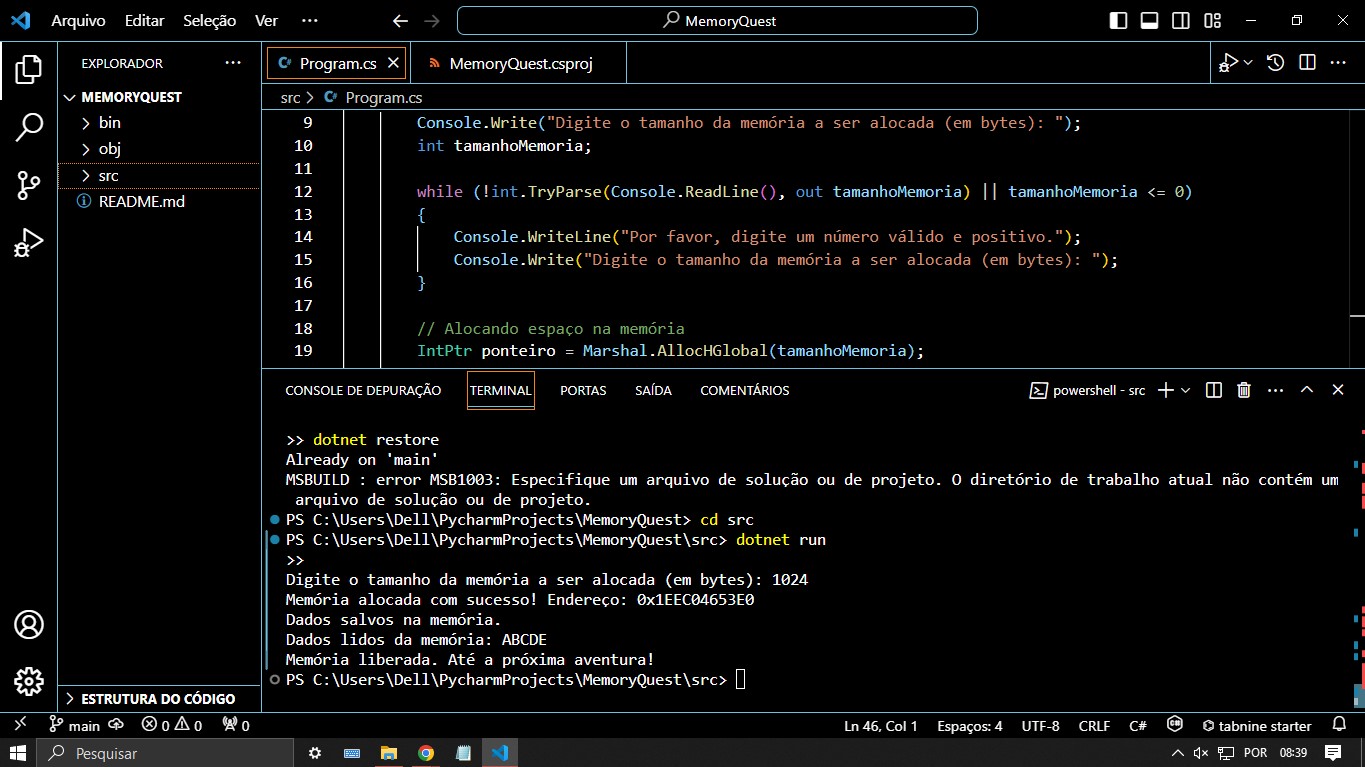 Arquivo Editar Seleção Ver ··· MemoryQuest
EXPLORADOR ···
MEMORYQUEST
bin
obj
src
README.md
ESTRUTURA DO CÓDIGO
Program.cs MemoryQuest.csproj
src > Program.cs
9 Console.Write("Digite o tamanho da memória a ser alocada (em bytes): ");
10 int tamanhoMemoria;
11
12 while (!int.TryParse(Console.ReadLine(), out tamanhoMemoria) || tamanhoMemoria <= 0)
13 {
14 Console.WriteLine("Por favor, digite um número válido e positivo.");
15 Console.Write("Digite o tamanho da memória a ser alocada (em bytes): ");
16 }
17
18 // Alocando espaço na memória
19 IntPtr ponteiro = Marshal.AllocHGlobal(tamanhoMemoria);
CONSOLE DE DEPURAÇÃO TERMINAL PORTAS SAÍDA COMENTÁRIOS powershell - src
>> dotnet restore
Already on 'main'
MSBUILD : error MSB1003: Especifique um arquivo de solução ou de projeto. O diretório de trabalho atual não contém um
arquivo de solução ou de projeto.
PS C:\Users\Dell\PycharmProjects\MemoryQuest> cd src
PS C:\Users\Dell\PycharmProjects\MemoryQuest\src> dotnet run
>>
Digite o tamanho da memória a ser alocada (em bytes): 1024
Memória alocada com sucesso! Endereço: 0x1EEC04653E0
Dados salvos na memória.
Dados lidos da memória: ABCDE
Memória liberada. Até a próxima aventura!
PS C:\Users\Dell\PycharmProjects\MemoryQuest\src>
main 0 0 0 Ln 46, Col 1 Espaços: 4 UTF-8 CRLF C# tabnine starter
Pesquisar POR 08:39